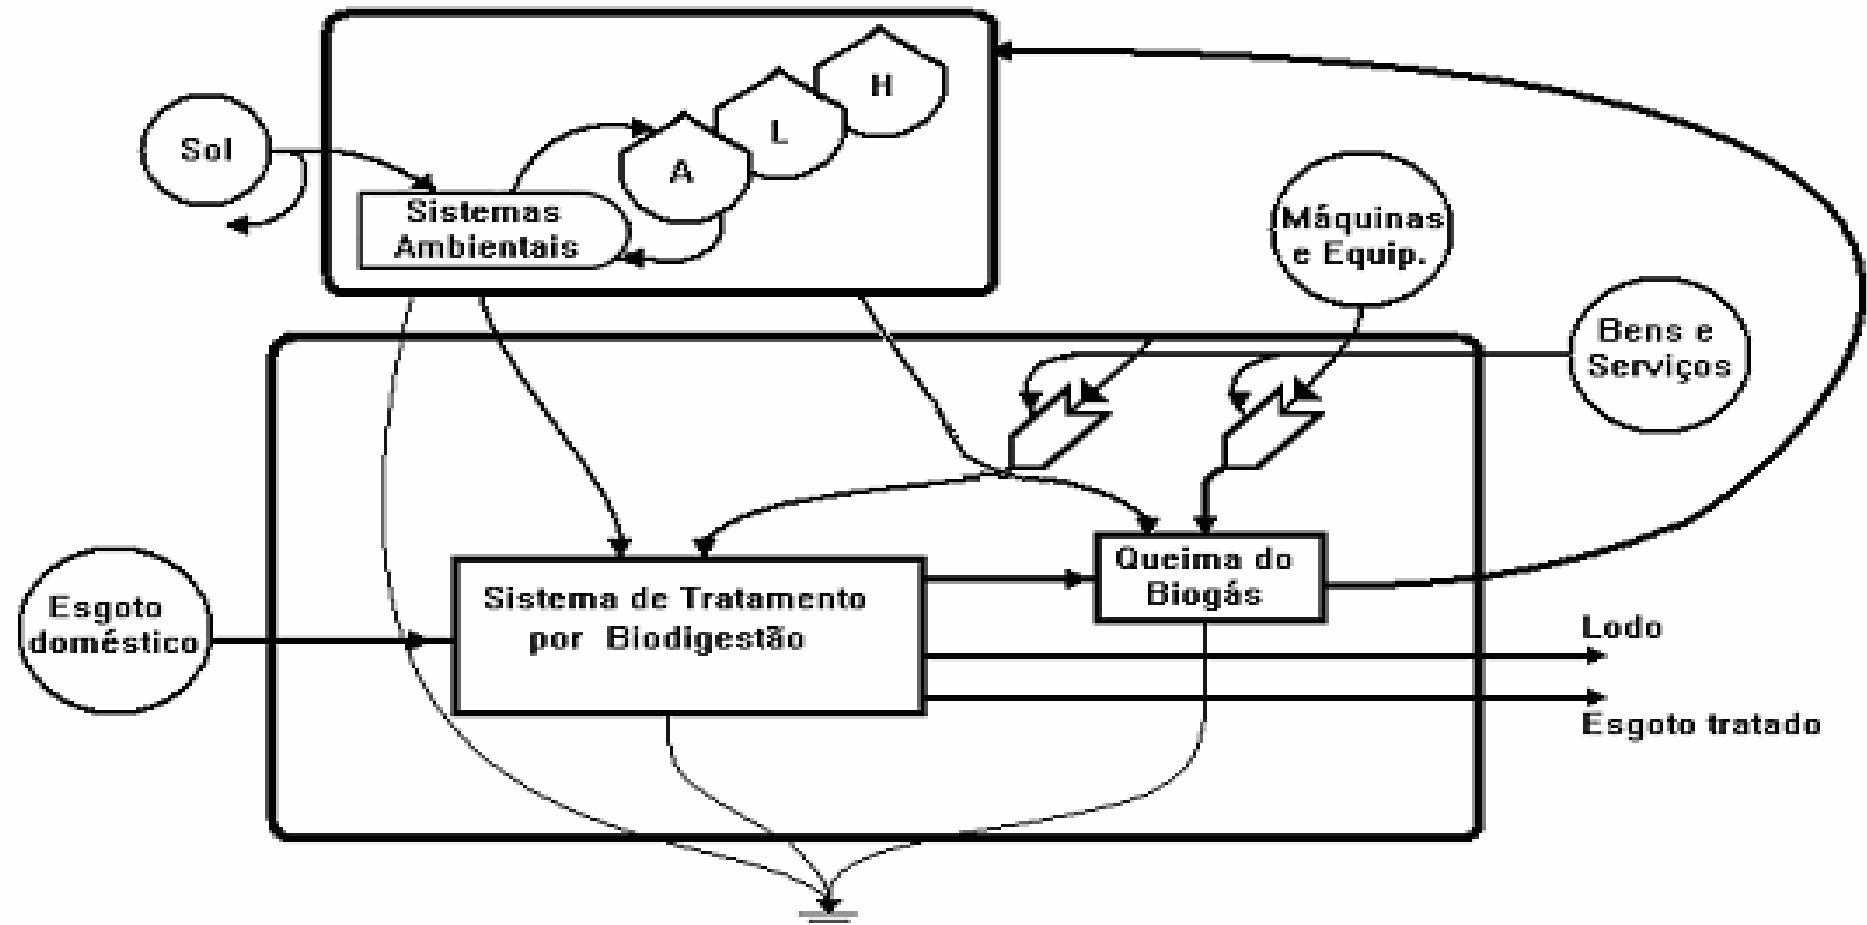 Sol
Sistemas
Ambientais
A
L
H
Máquinas
e Equip.
Bens e
Serviços
Esgoto
doméstico
Sistema de Tratamento
por Biodigestão
Queima do
Biogás
Lodo
Esgoto tratado